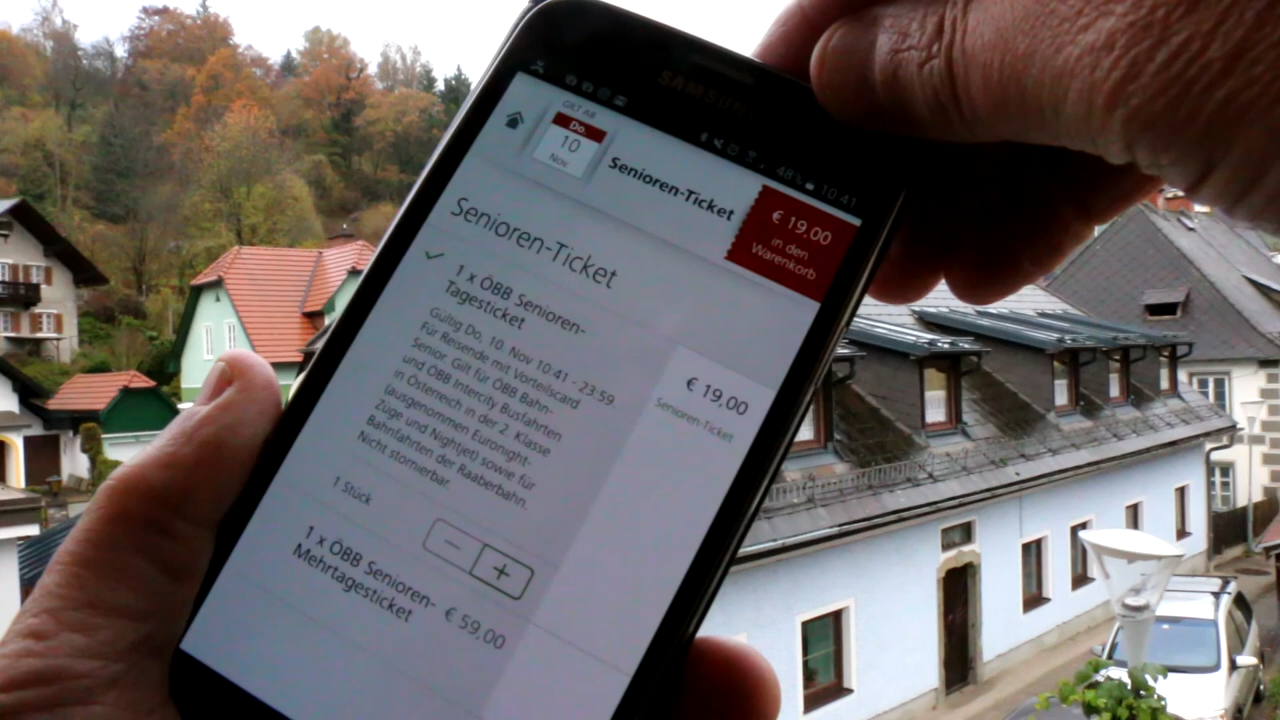 SAMSUNG
48% 10:41
GILT AB
Do.
10
Nov
Senioren-Ticket
€ 19,00
in den
Warenkorb
Senioren-Ticket
1 x ÖBB Senioren-
Tagesticket
Gültig Do, 10. Nov 10:41 - 23:59.
Für Reisende mit Vorteilscard
Senior. Gilt für ÖBB Bahn-
und ÖBB Intercity Busfahrten
in Österreich in der 2. Klasse
(ausgenommen Euronight-
Züge und Nightjet) sowie für
Bahnfahrten der Raaberbahn.
Nicht stornierbar.
€ 19,00
Senioren-Ticket
1 Stück
− +
1 x ÖBB Senioren-
Mehrtagesticket
€ 59,00